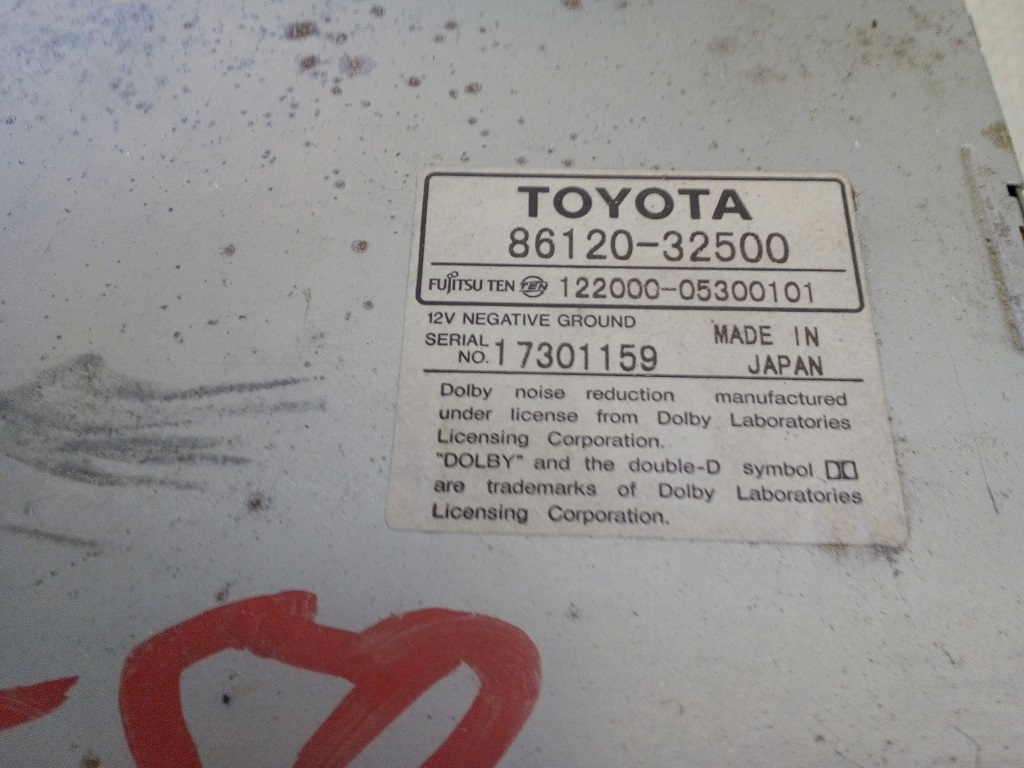 TOYOTA
86120-32500
FUJITSU TEN TEN 122000-05300101
12V NEGATIVE GROUND
SERIAL NO. 17301159
MADE IN JAPAN
Dolby noise reduction manufactured
under license from Dolby Laboratories
Licensing Corporation.
"DOLBY" and the double-D symbol
are trademarks of Dolby Laboratories
Licensing Corporation.